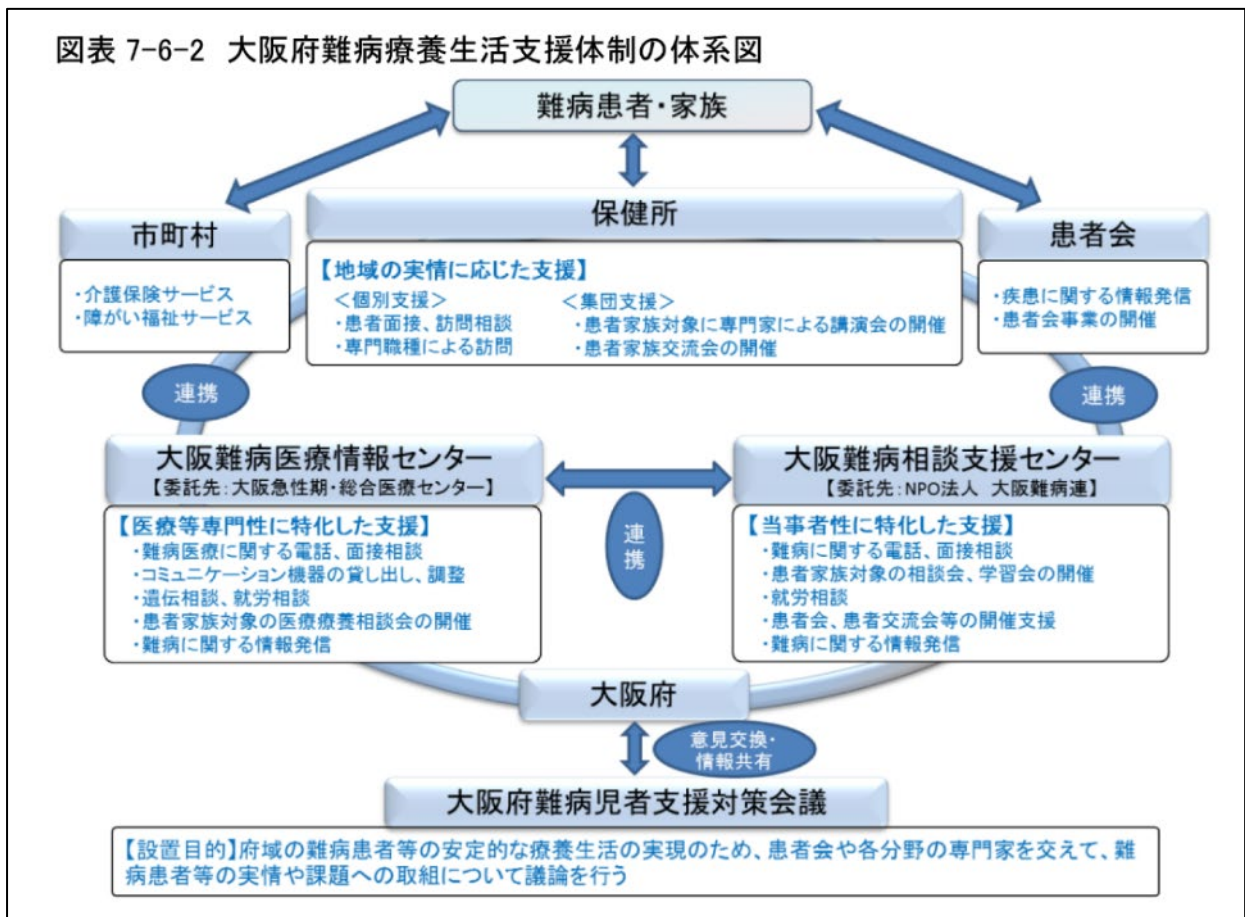 図表 7-6-2 大阪府難病療養生活支援体制の体系図
難病患者・家族
市町村
・介護保険サービス
・障がい福祉サービス
保健所
【地域の実情に応じた支援】
＜個別支援＞
・患者面接、訪問相談
・専門職種による訪問
＜集団支援＞
・患者家族対象に専門家による講演会の開催
・患者家族交流会の開催
患者会
・疾患に関する情報発信
・患者会事業の開催
連携
連携
大阪難病医療情報センター
【委託先：大阪急性期・総合医療センター】
【医療等専門性に特化した支援】
・難病医療に関する電話、面接相談
・コミュニケーション機器の貸し出し、調整
・遺伝相談、就労相談
・患者家族対象の医療療養相談会の開催
・難病に関する情報発信
連携
大阪難病相談支援センター
【委託先：NPO法人 大阪難病連】
【当事者性に特化した支援】
・難病に関する電話、面接相談
・患者家族対象の相談会、学習会の開催
・就労相談
・患者会、患者交流会等の開催支援
・難病に関する情報発信
大阪府
意見交換・
情報共有
大阪府難病児者支援対策会議
【設置目的】府域の難病患者等の安定的な療養生活の実現のため、患者会や各分野の専門家を交えて、難
病患者等の実情や課題への取組について議論を行う